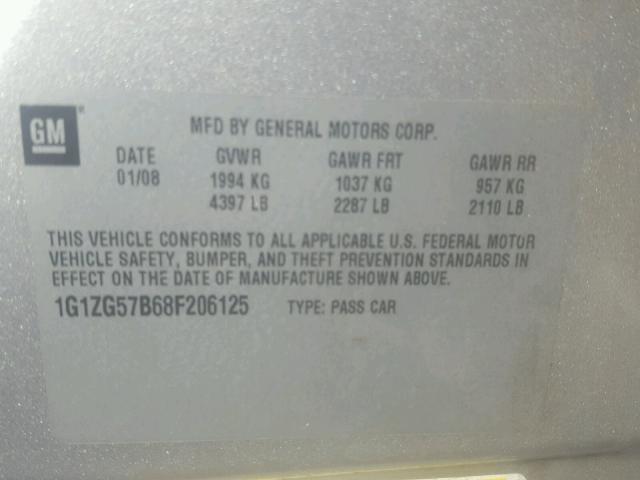 GM
MFD BY GENERAL MOTORS CORP.
DATE GVWR GAWR FRT GAWR RR
01/08 1994 KG 1037 KG 957 KG
4397 LB 2287 LB 2110 LB
THIS VEHICLE CONFORMS TO ALL APPLICABLE U.S. FEDERAL MOTOR
VEHICLE SAFETY, BUMPER, AND THEFT PREVENTION STANDARDS IN
EFFECT ON THE DATE OF MANUFACTURE SHOWN ABOVE.
1G1ZG57B68F206125 TYPE: PASS CAR